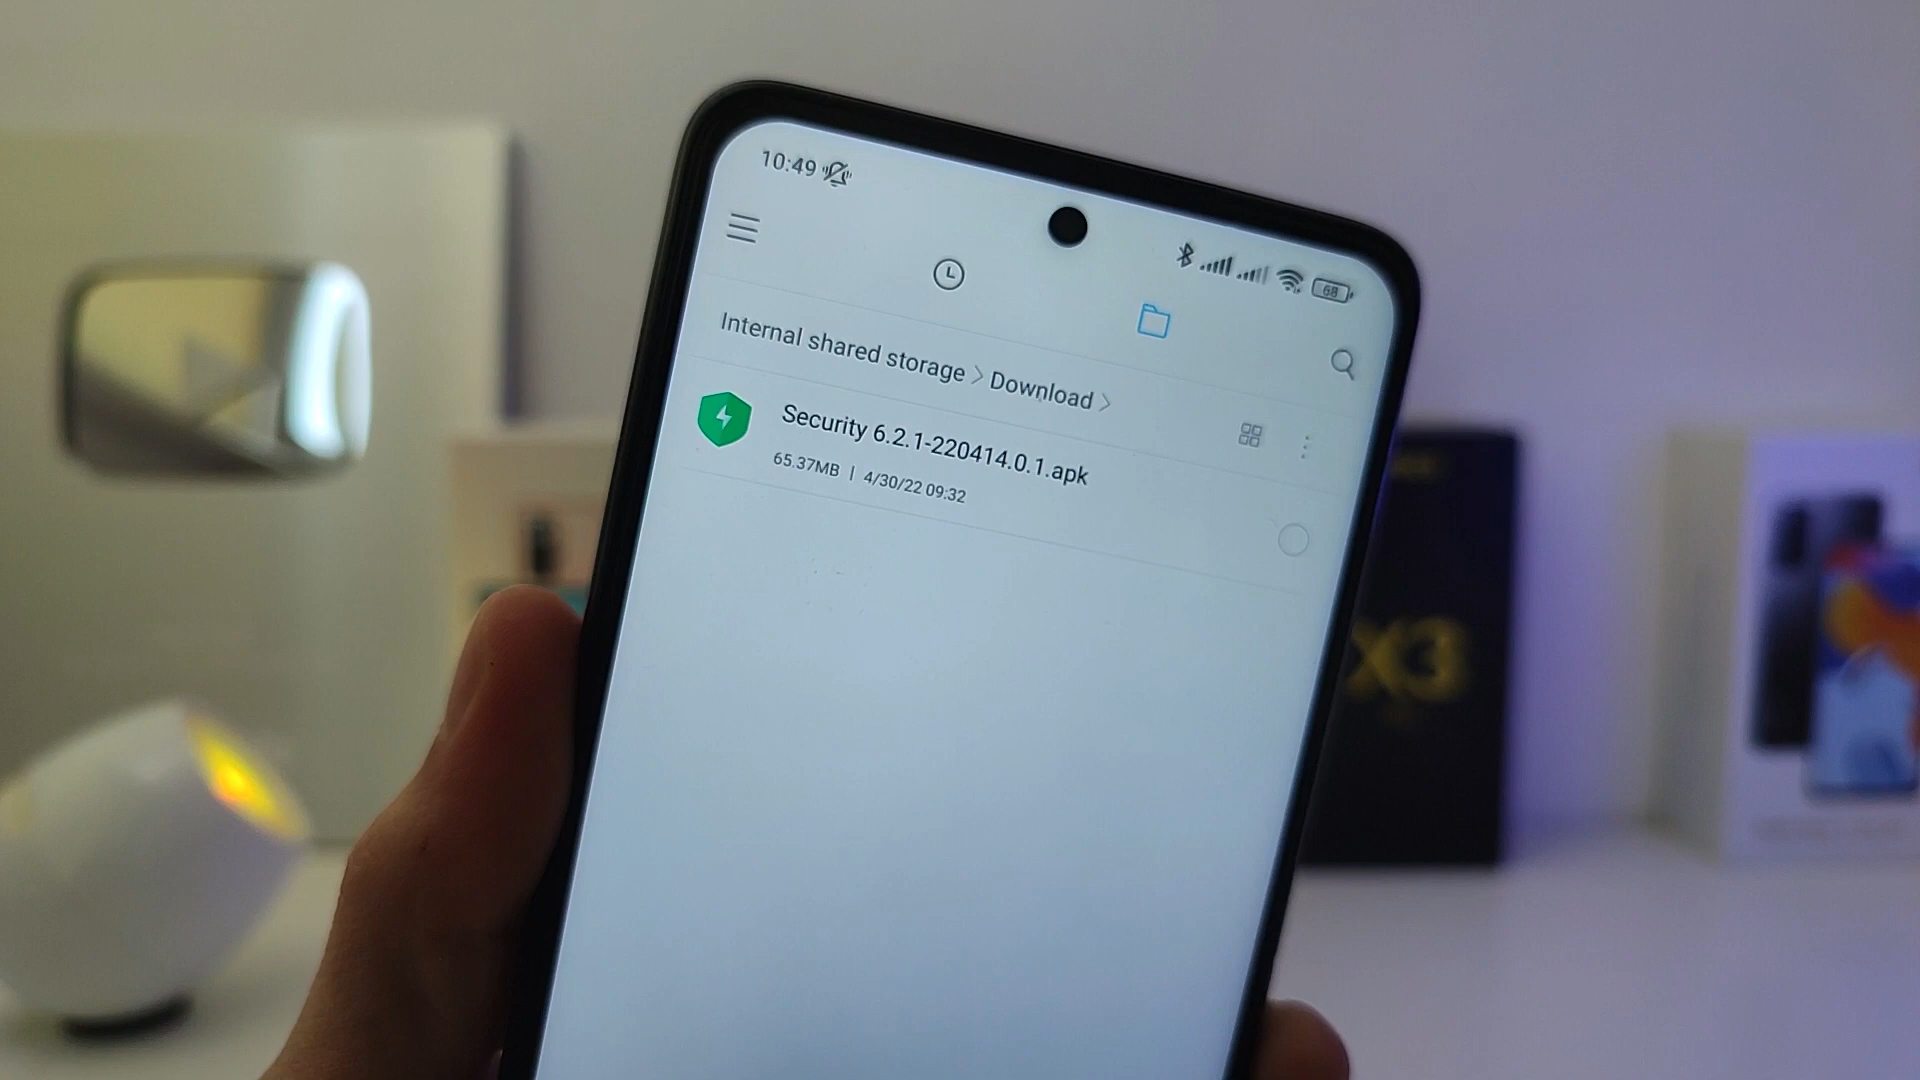 10:49
68
Internal shared storage > Download >
Security 6.2.1-220414.0.1.apk
65.37MB | 4/30/22 09:32
X3